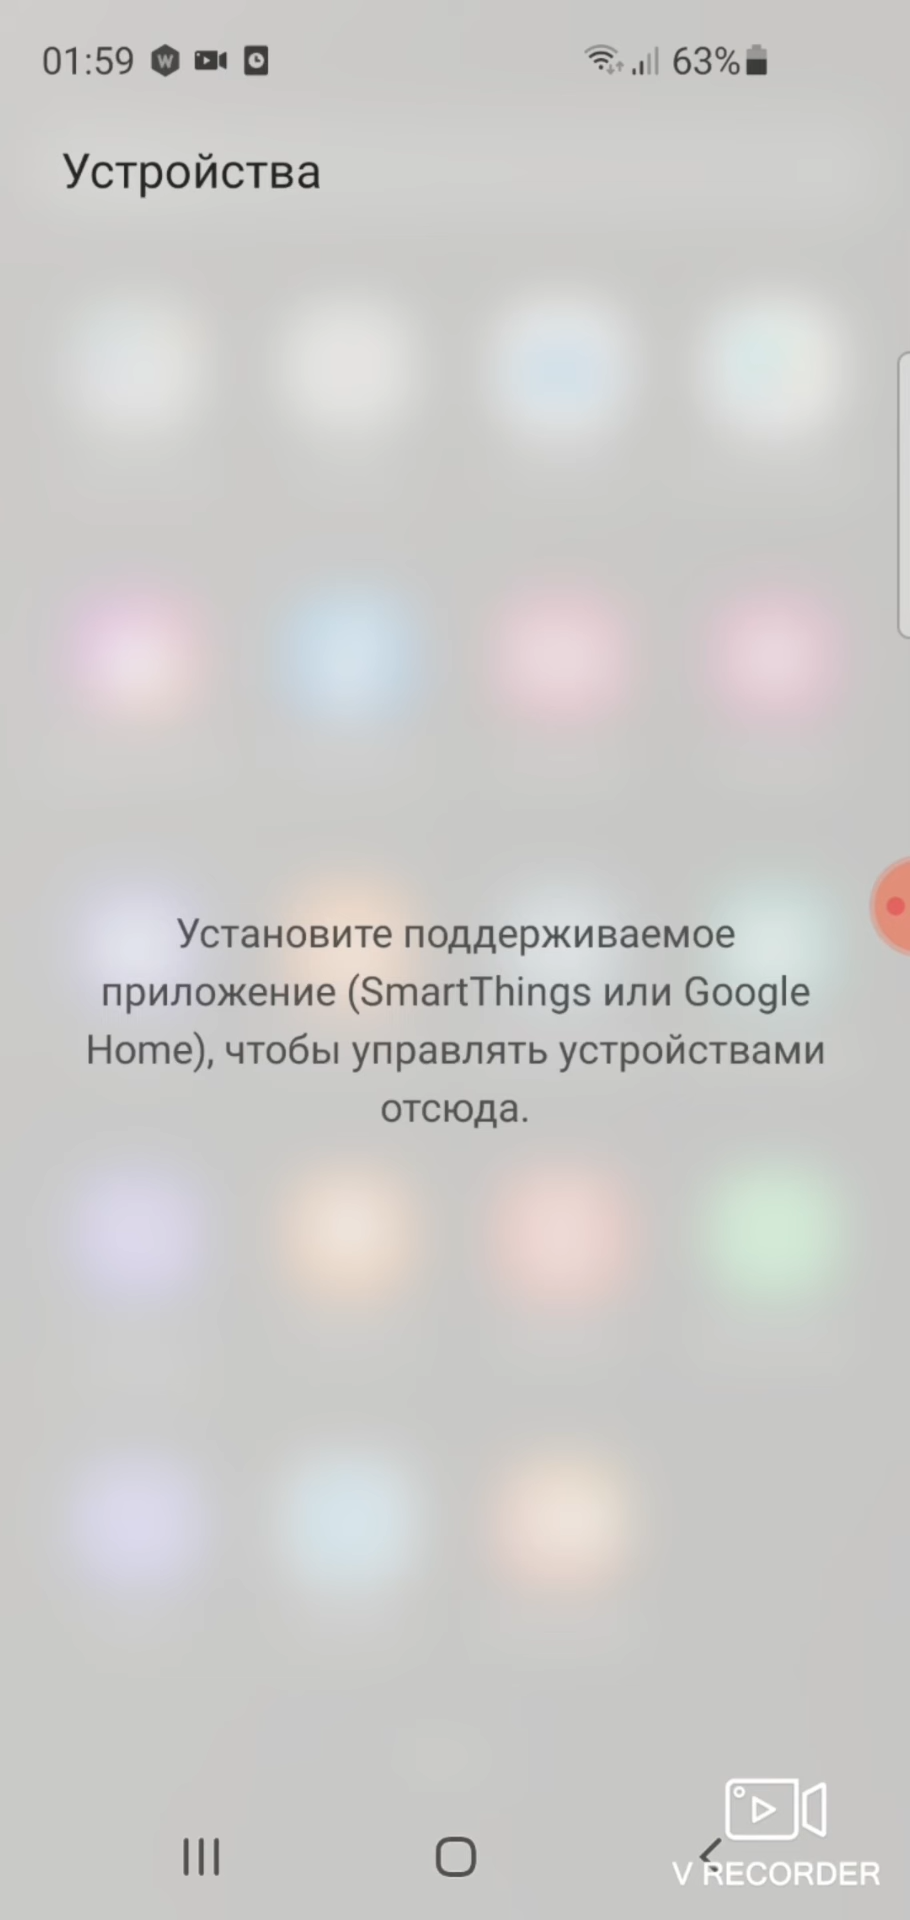 01:59 W 63%
Устройства
Установите поддерживаемое
приложение (SmartThings или Google
Home), чтобы управлять устройствами
отсюда.
V RECORDER